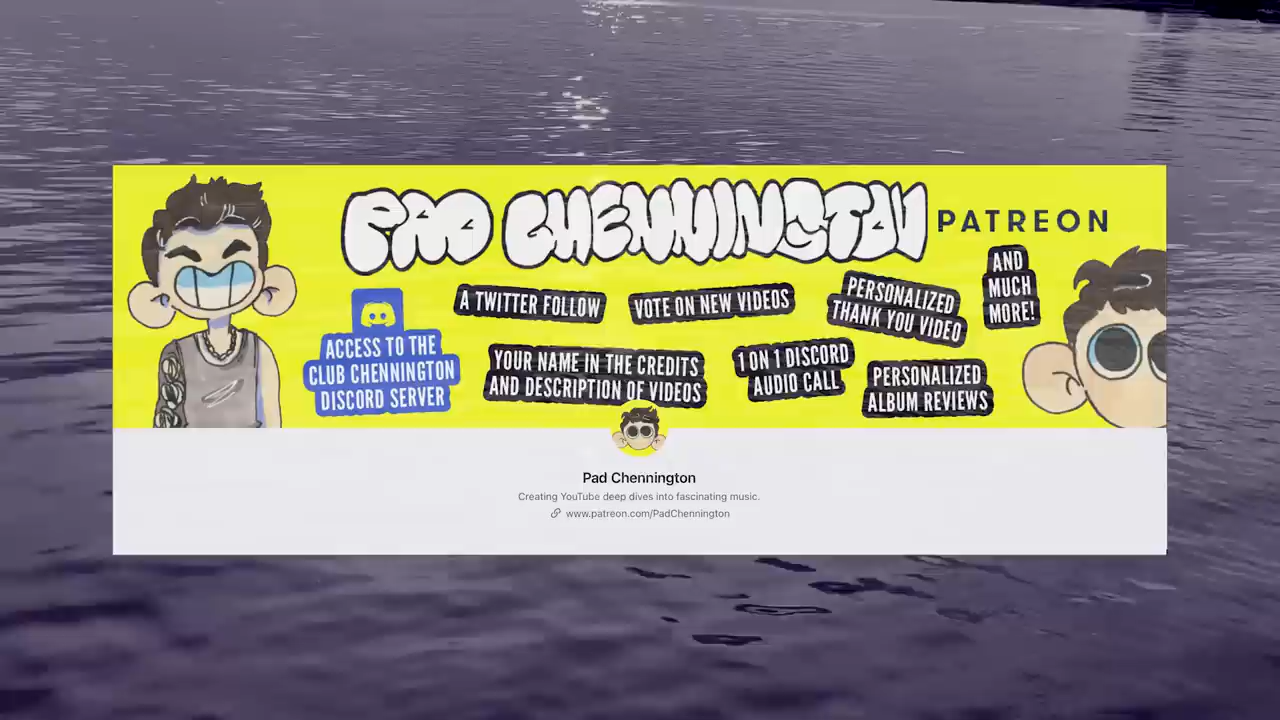 PAD CHENNINGTON PATREON
ACCESS TO THE
CLUB CHENNINGTON
DISCORD SERVER
A TWITTER FOLLOW
VOTE ON NEW VIDEOS
PERSONALIZED
THANK YOU VIDEO
AND
MUCH
MORE!
YOUR NAME IN THE CREDITS
AND DESCRIPTION OF VIDEOS
1 ON 1 DISCORD
AUDIO CALL
PERSONALIZED
ALBUM REVIEWS
Pad Chennington
Creating YouTube deep dives into fascinating music.
www.patreon.com/PadChennington